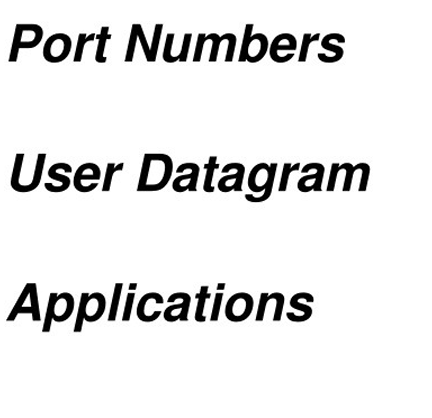 Port Numbers
User Datagram
Applications